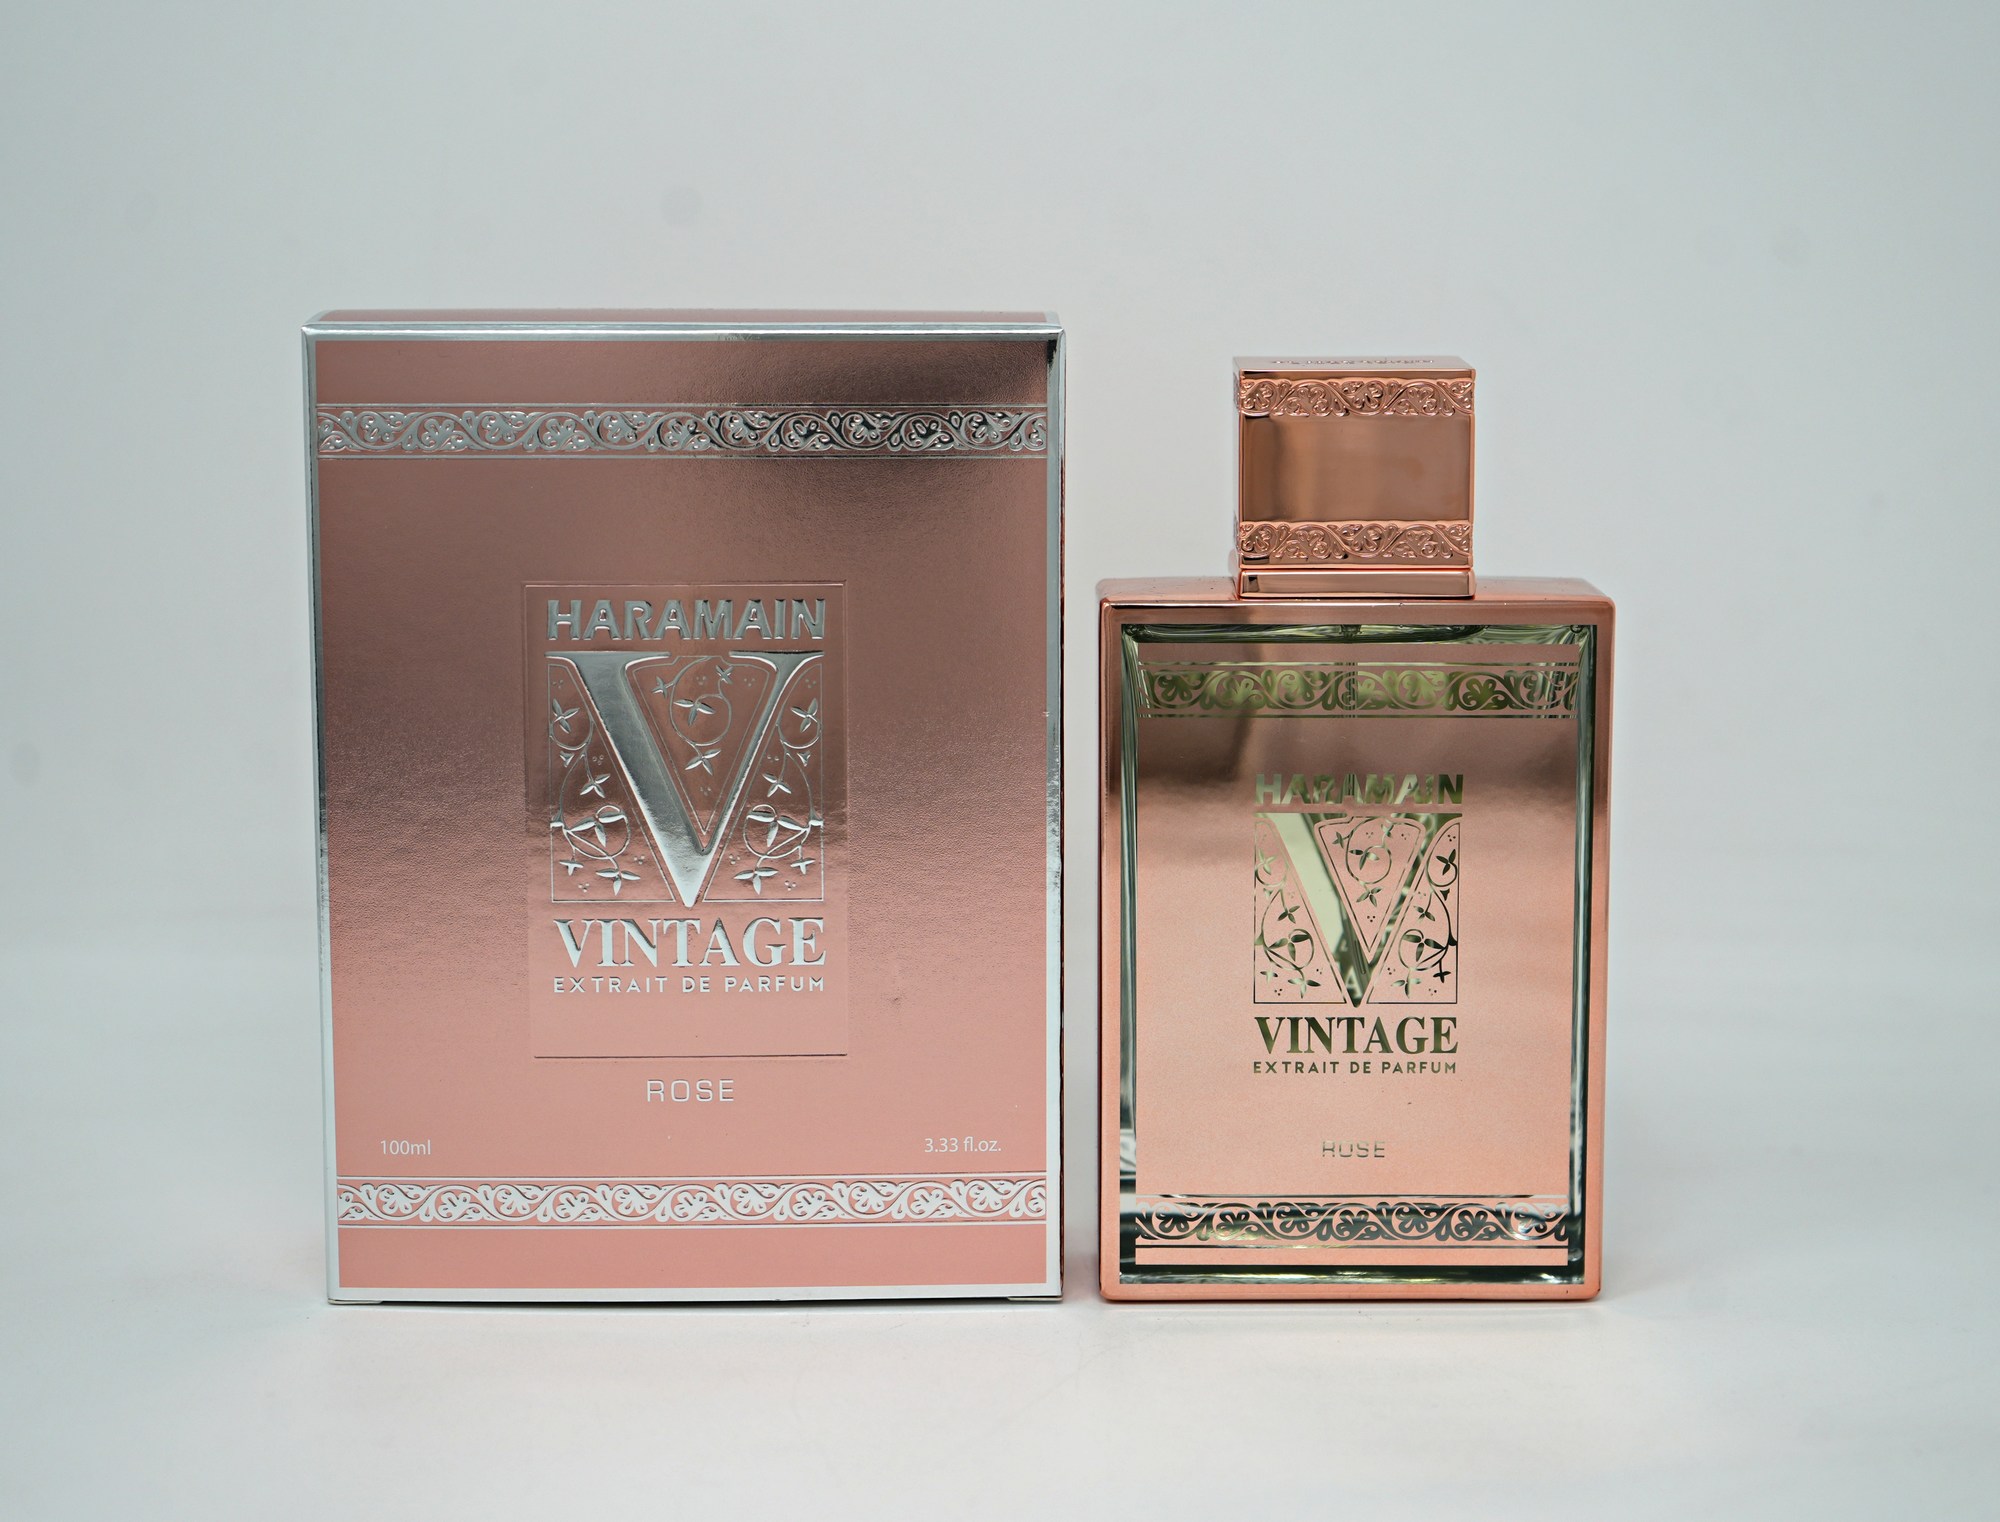 HARAMAIN
V
VINTAGE
EXTRAIT DE PARFUM
ROSE
100ml
3.33 fl.oz.
HARAMAIN
V
VINTAGE
EXTRAIT DE PARFUM
ROSE